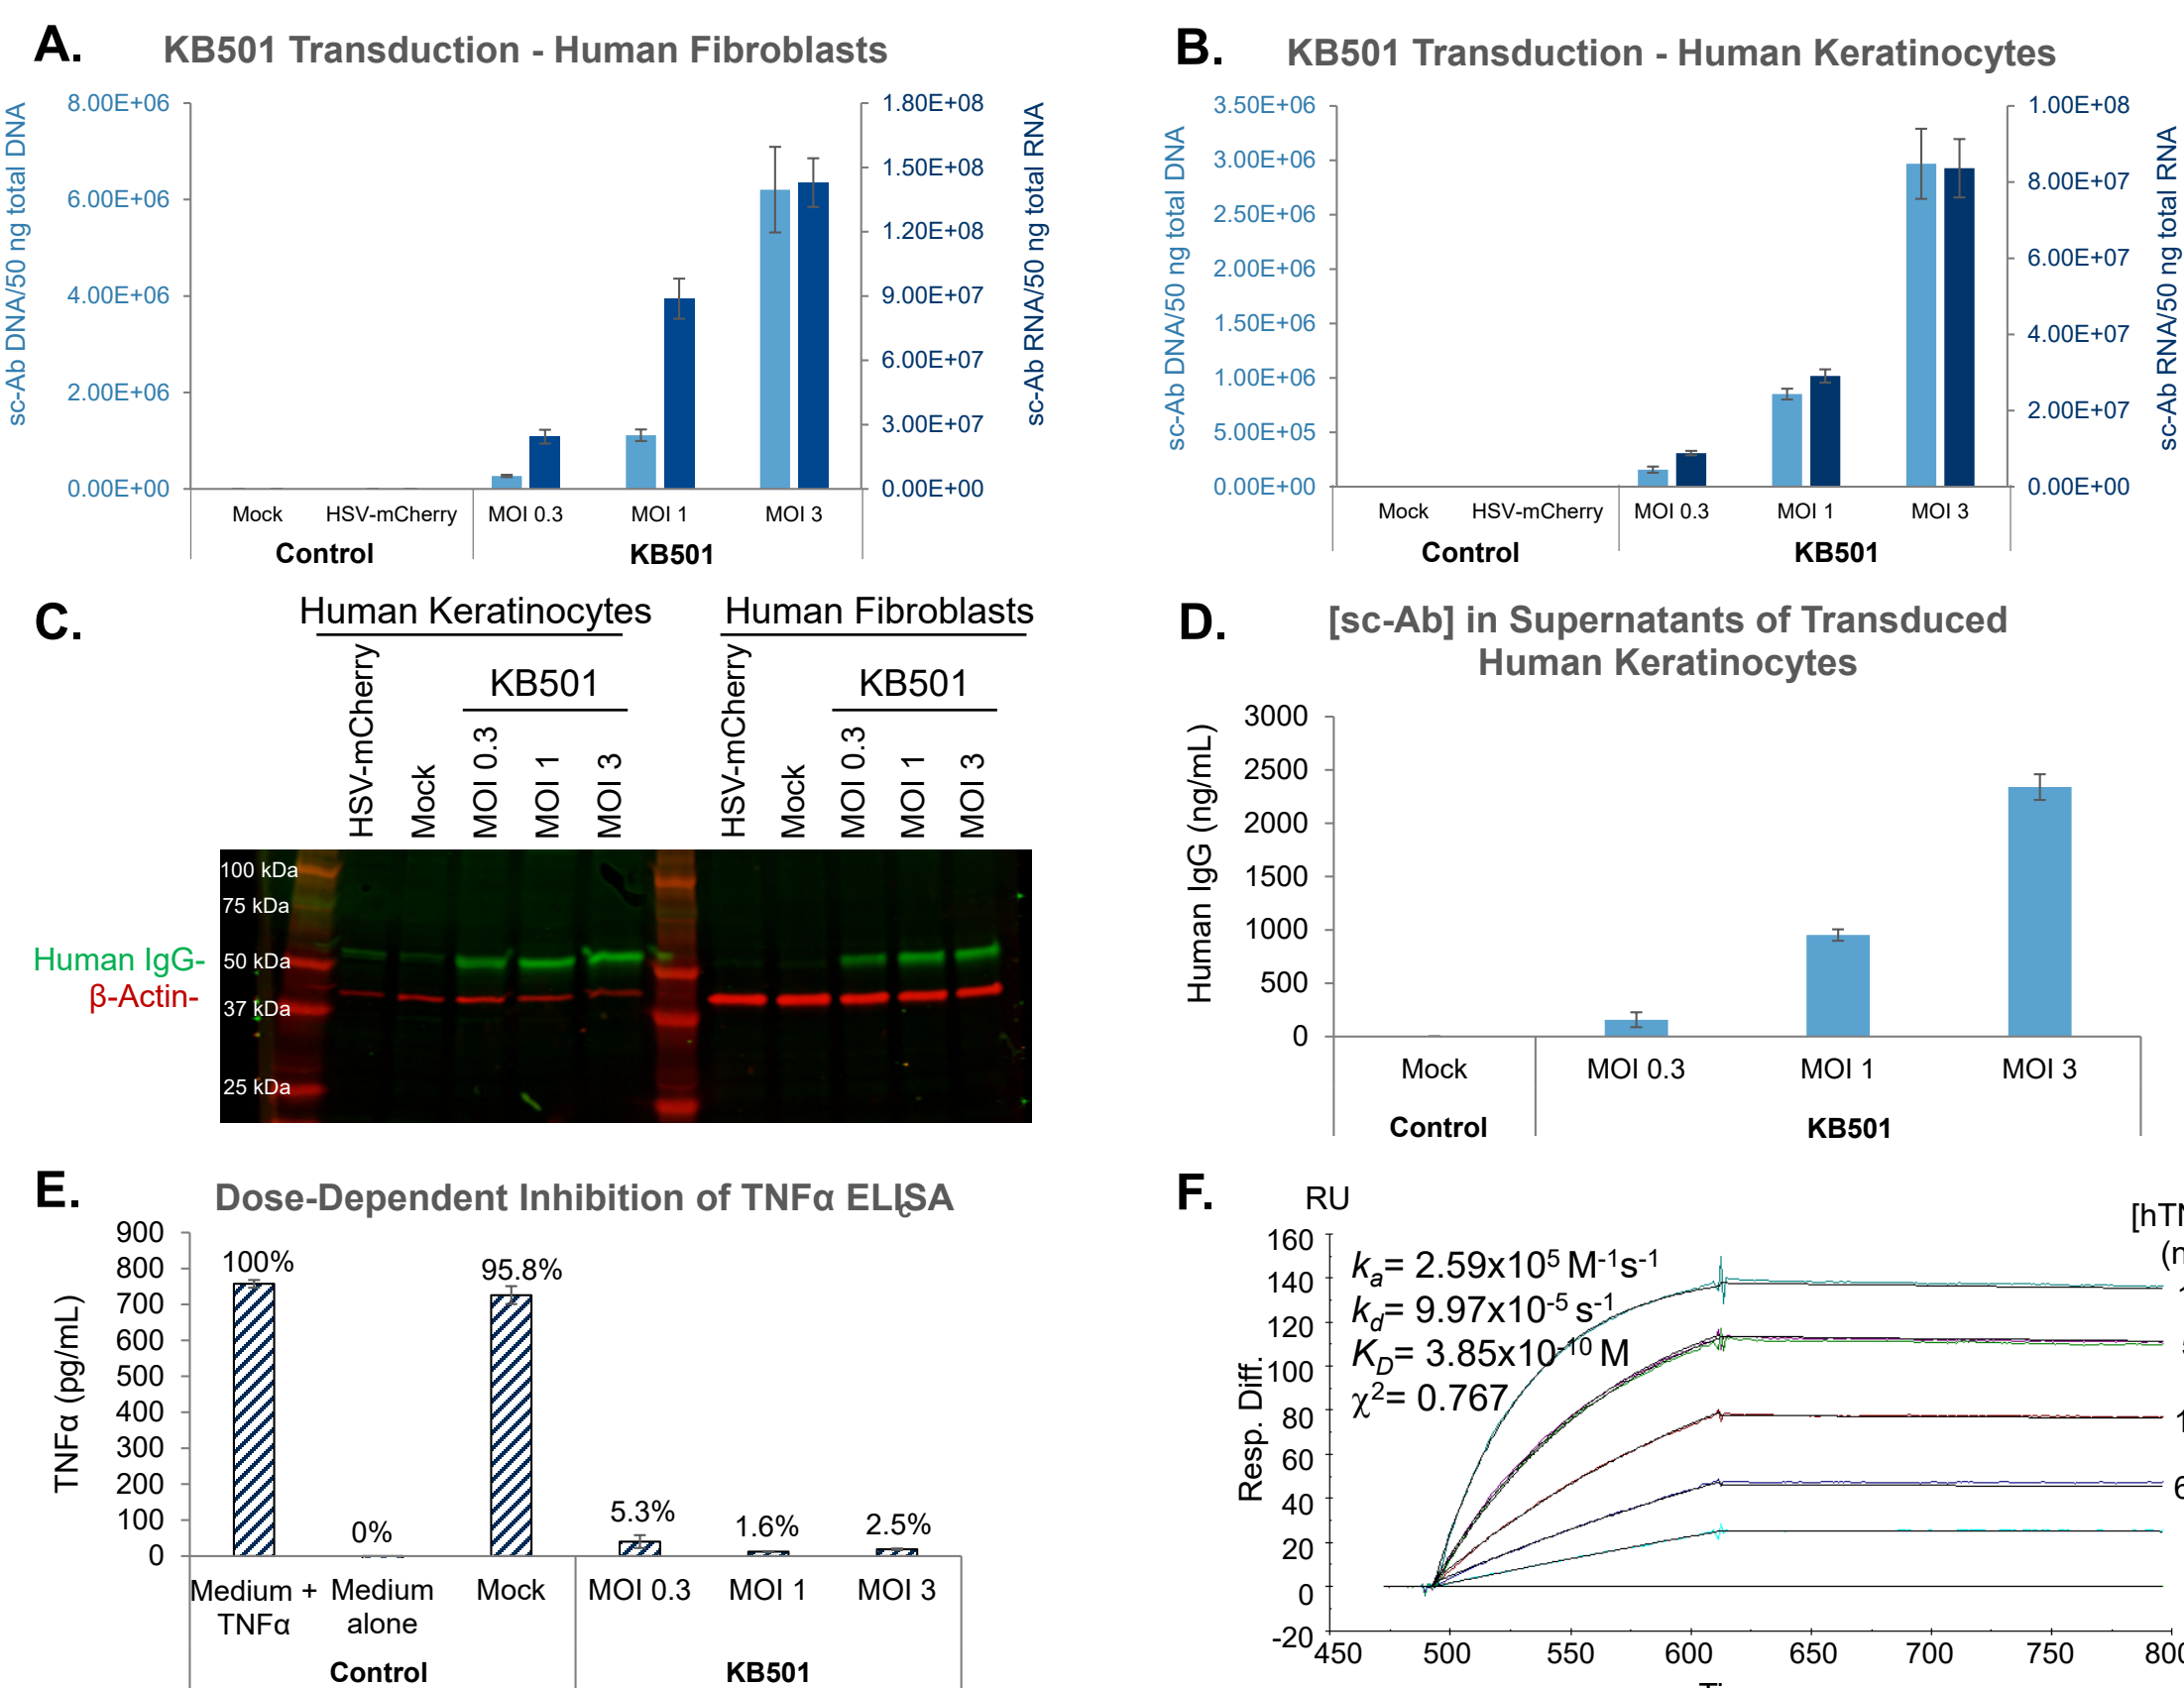 A.
KB501 Transduction - Human Fibroblasts
sc-Ab DNA/50 ng total DNA
8.00E+06
6.00E+06
4.00E+06
2.00E+06
0.00E+00
1.80E+08
1.50E+08
1.20E+08
9.00E+07
6.00E+07
3.00E+07
0.00E+00
sc-Ab RNA/50 ng total RNA
Mock HSV-mCherry MOI 0.3 MOI 1 MOI 3
Control KB501
B.
KB501 Transduction - Human Keratinocytes
sc-Ab DNA/50 ng total DNA
3.50E+06
3.00E+06
2.50E+06
2.00E+06
1.50E+06
1.00E+06
5.00E+05
0.00E+00
1.00E+08
8.00E+07
6.00E+07
4.00E+07
2.00E+07
0.00E+00
sc-Ab RNA/50 ng total RNA
Mock HSV-mCherry MOI 0.3 MOI 1 MOI 3
Control KB501
C.
Human Keratinocytes Human Fibroblasts
KB501 KB501
HSV-mCherry
Mock
MOI 0.3
MOI 1
MOI 3
HSV-mCherry
Mock
MOI 0.3
MOI 1
MOI 3
100 kDa
75 kDa
50 kDa
37 kDa
25 kDa
Human IgG-
β-Actin-
D.
[sc-Ab] in Supernatants of Transduced
Human Keratinocytes
Human IgG (ng/mL)
3000
2500
2000
1500
1000
500
0
Mock MOI 0.3 MOI 1 MOI 3
Control KB501
E.
Dose-Dependent Inhibition of TNFα ELISA
c
TNFα (pg/mL)
900
800
700
600
500
400
300
200
100
0
100%
0%
95.8%
5.3%
1.6%
2.5%
Medium + TNFα
Medium alone
Mock
MOI 0.3
MOI 1
MOI 3
Control KB501
F.
RU
Resp. Diff.
160
140
120
100
80
60
40
20
0
-20
kₐ= 2.59x10⁵ M⁻¹s⁻¹
k_d= 9.97x10⁻⁵ s⁻¹
K_D= 3.85x10⁻¹⁰ M
χ²= 0.767
450 500 550 600 650 700 750